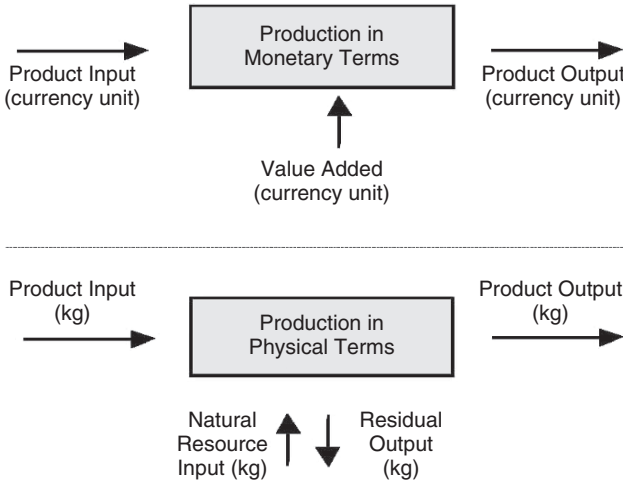 Production in
Monetary Terms
Product Input
(currency unit)
Product Output
(currency unit)
Value Added
(currency unit)
Product Input
(kg)
Production in
Physical Terms
Product Output
(kg)
Natural
Resource
Input (kg)
Residual
Output
(kg)